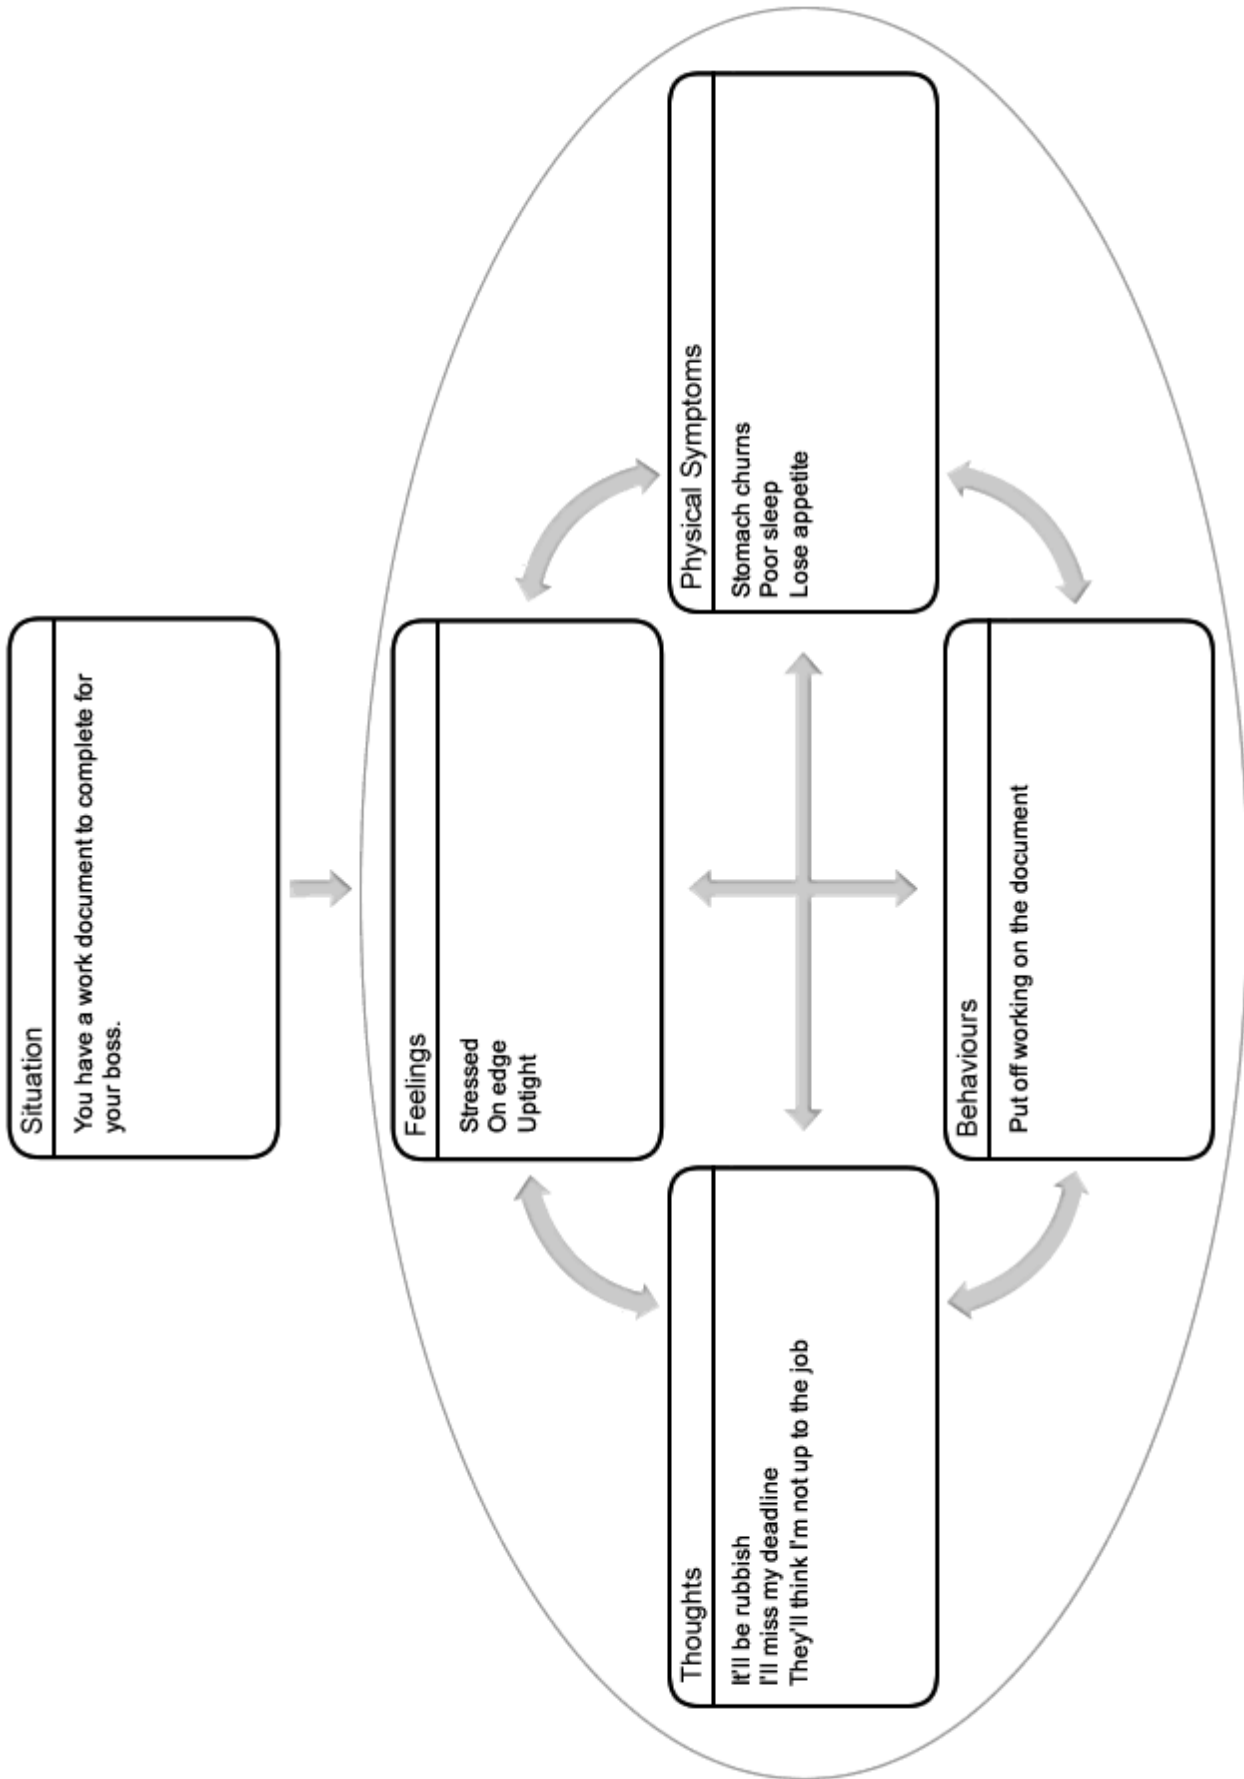 Situation
You have a work document to complete for
your boss.
Feelings
Stressed
On edge
Uptight
Thoughts
It'll be rubbish
I'll miss my deadline
They'll think I'm not up to the job
Physical Symptoms
Stomach churns
Poor sleep
Lose appetite
Behaviours
Put off working on the document